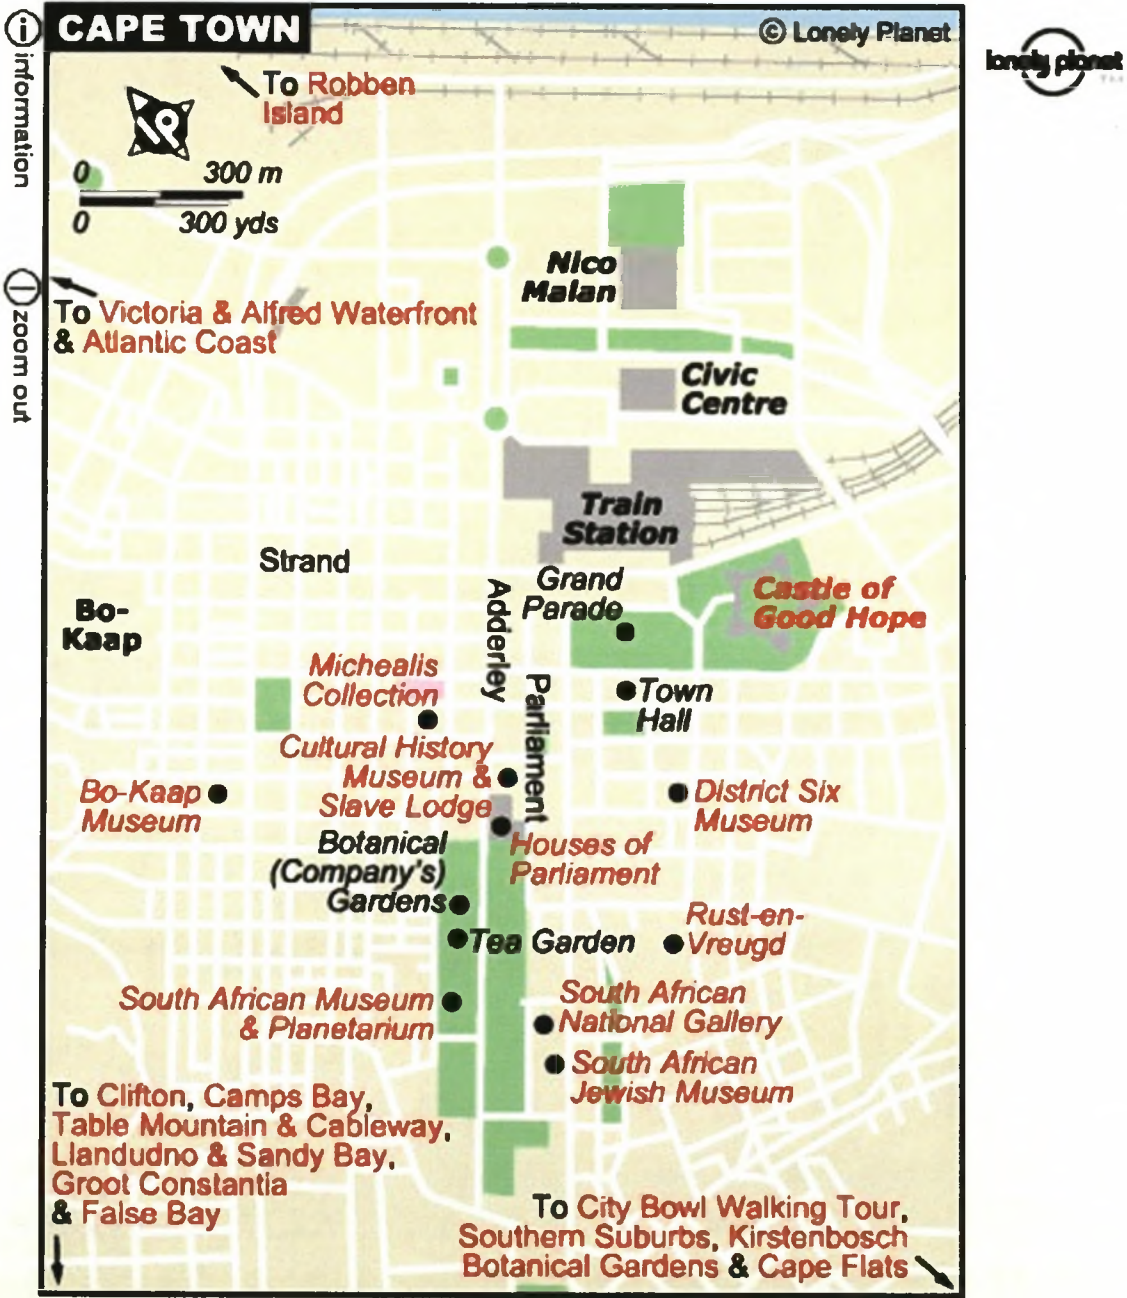 CAPE TOWN
© Lonely Planet
lonely planet
information
To Robben
Island
0 300 m
0 300 yds
zoom out
To Victoria & Alfred Waterfront
& Atlantic Coast
Nico
Malan
Civic
Centre
Train
Station
Strand
Adderley
Grand
Parade
Castle of
Good Hope
Bo-
Kaap
Michealis
Collection
Parliament
Town
Hall
Cultural History
Museum &
Slave Lodge
Bo-Kaap
Museum
District Six
Museum
Houses of
Parliament
Botanical
(Company's)
Gardens
Tea Garden
Rust-en-
Vreugd
South African Museum
& Planetarium
South African
National Gallery
South African
Jewish Museum
To Clifton, Camps Bay,
Table Mountain & Cableway,
Llandudno & Sandy Bay,
Groot Constantia
& False Bay
To City Bowl Walking Tour,
Southern Suburbs, Kirstenbosch
Botanical Gardens & Cape Flats